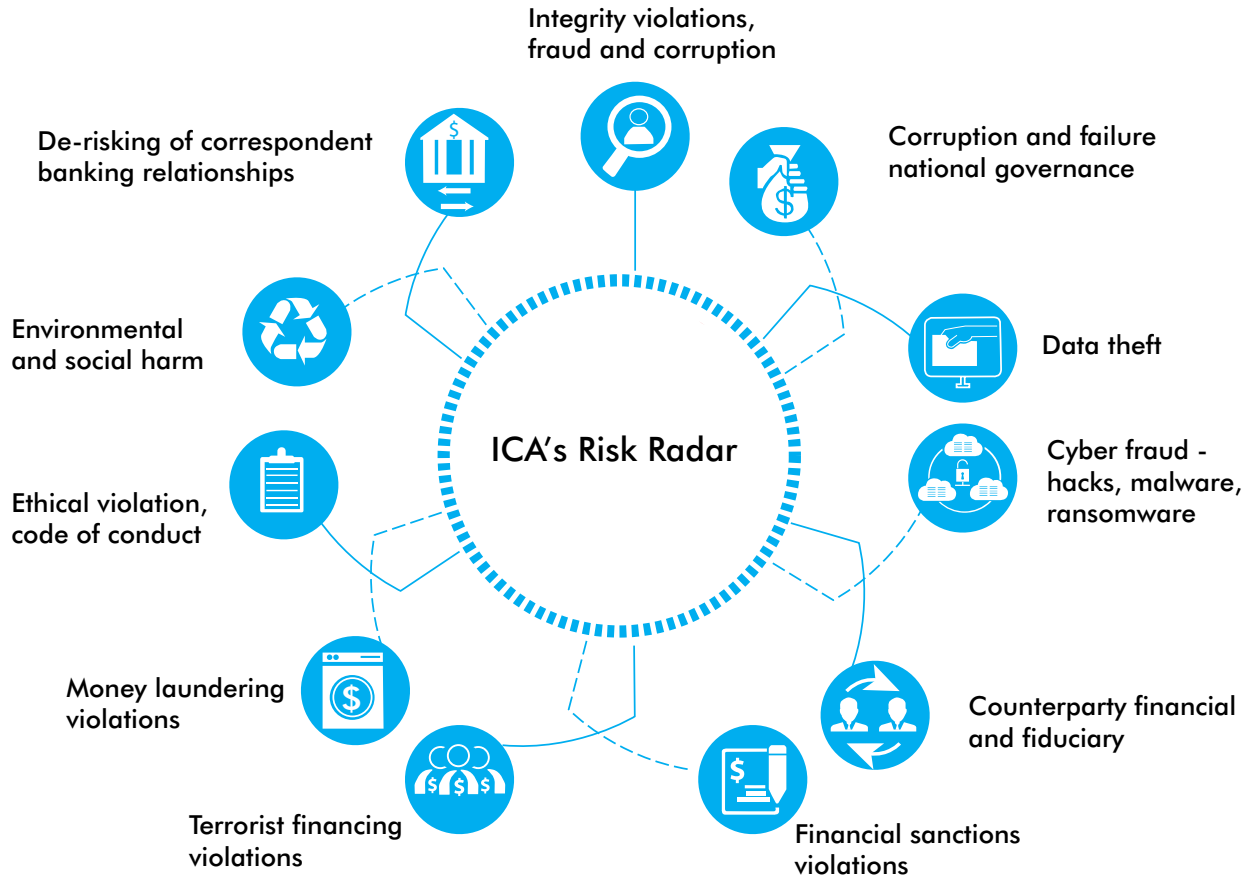 Integrity violations,
fraud and corruption
De-risking of correspondent
banking relationships
Corruption and failure
national governance
Environmental
and social harm
Data theft
ICA's Risk Radar
Cyber fraud -
hacks, malware,
ransomware
Ethical violation,
code of conduct
Money laundering
violations
Counterparty financial
and fiduciary
Terrorist financing
violations
Financial sanctions
violations